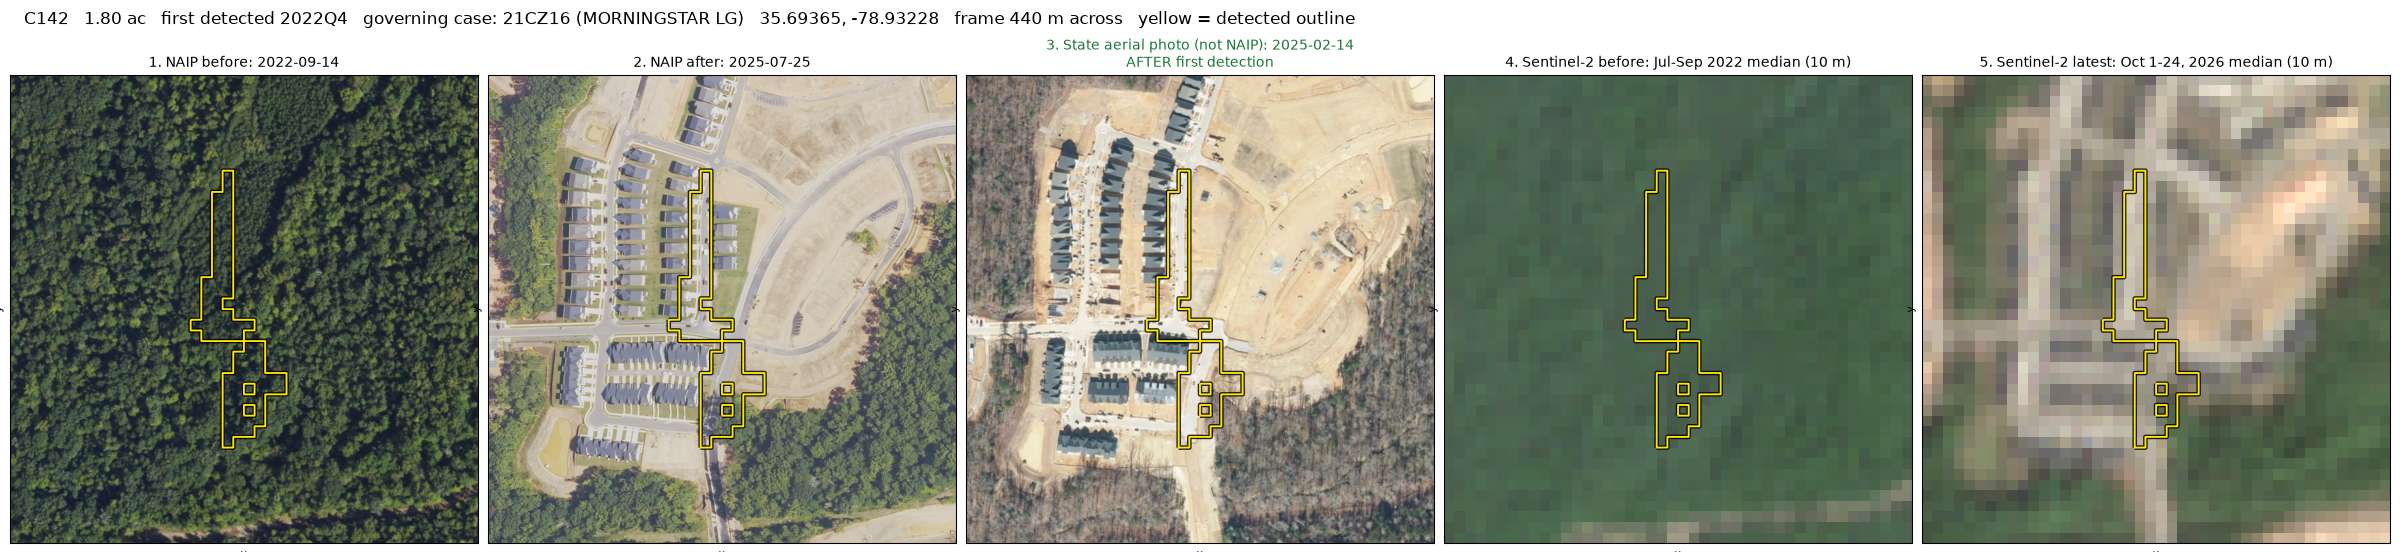 C142   1.80 ac   first detected 2022Q4   governing case: 21CZ16 (MORNINGSTAR LG)   35.69365, -78.93228   frame 440 m across   yellow = detected outline
3. State aerial photo (not NAIP): 2025-02-14
AFTER first detection
1. NAIP before: 2022-09-14
2. NAIP after: 2025-07-25
4. Sentinel-2 before: Jul-Sep 2022 median (10 m)
5. Sentinel-2 latest: Oct 1-24, 2026 median (10 m)